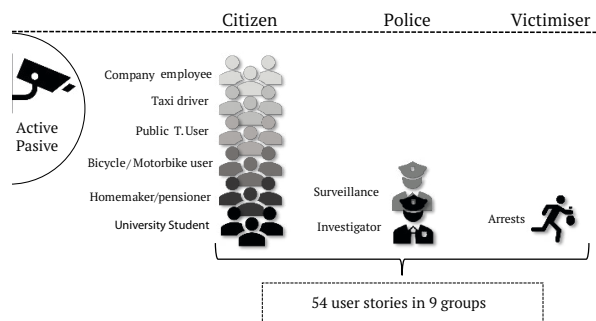 Citizen Police Victimiser
Active
Pasive
Company employee
Taxi driver
Public T.User
Bicycle/Motorbike user
Homemaker/pensioner
University Student
Surveillance
Investigator
Arrests
54 user stories in 9 groups